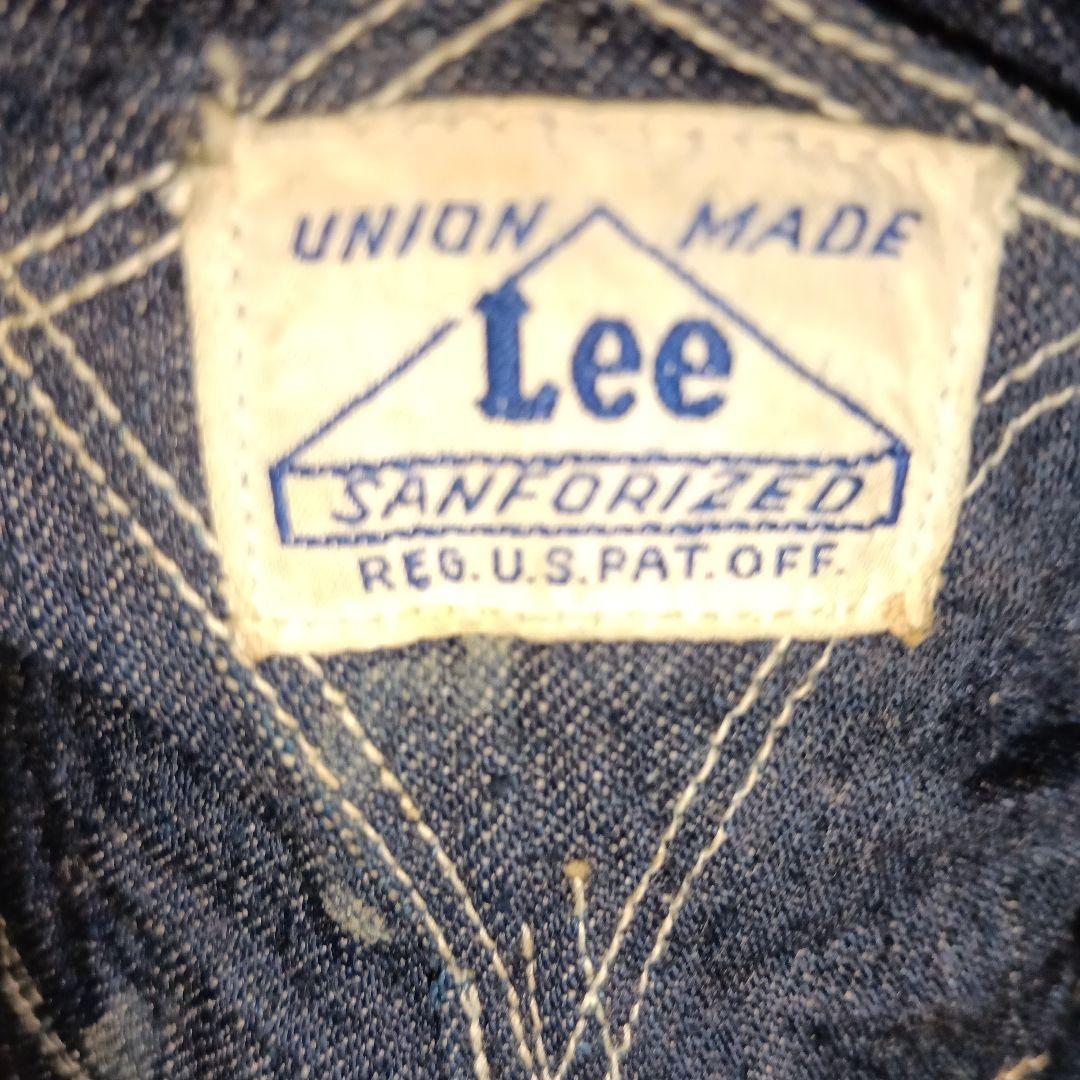 UNION MADE
Lee
SANFORIZED
REG. U.S. PAT. OFF.